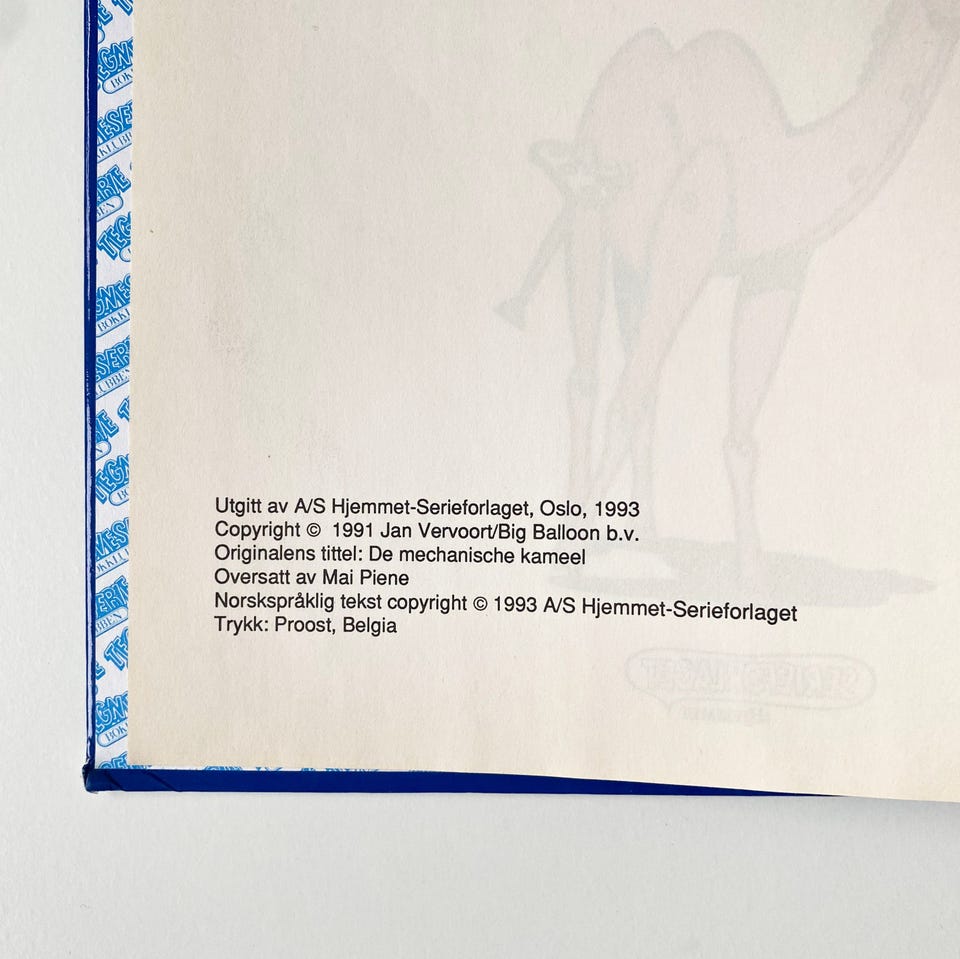 Utgitt av A/S Hjemmet-Serieforlaget, Oslo, 1993
Copyright © 1991 Jan Vervoort/Big Balloon b.v.
Originalens tittel: De mechanische kameel
Oversatt av Mai Piene
Norskspråklig tekst copyright © 1993 A/S Hjemmet-Serieforlaget
Trykk: Proost, Belgia